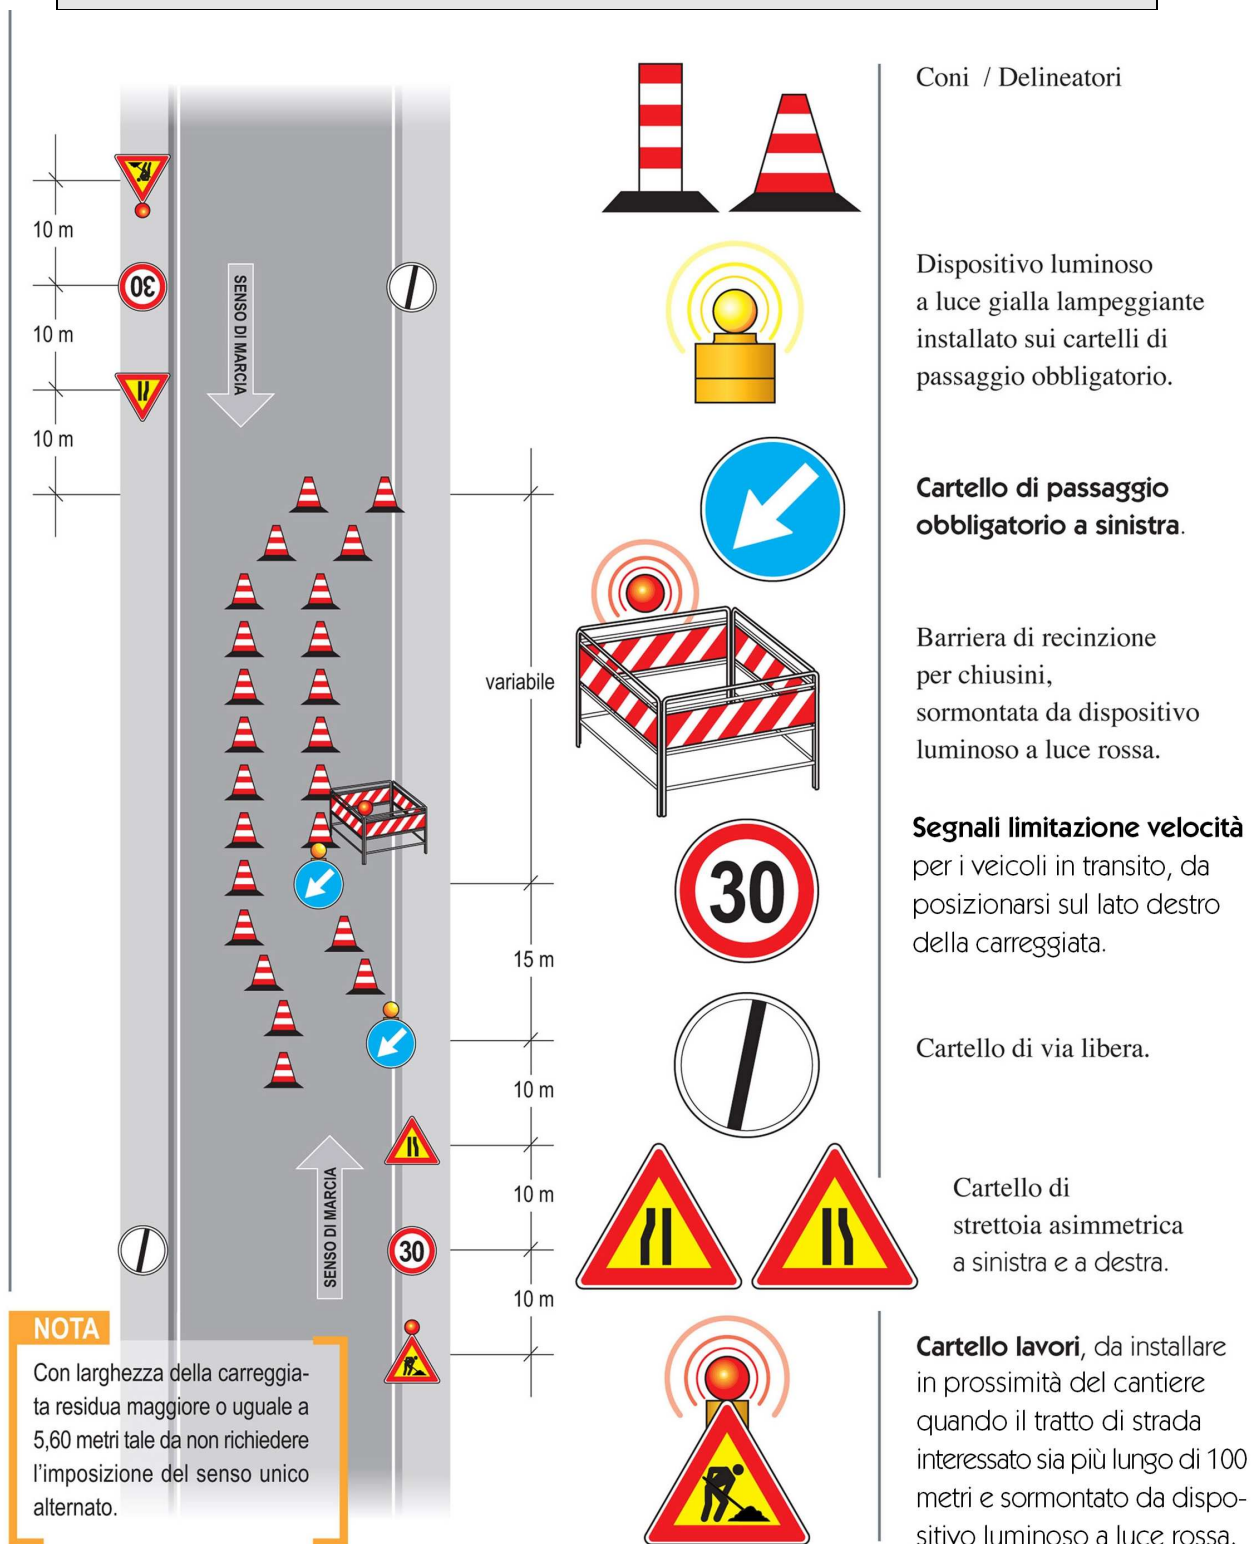 10 m
30
10 m
10 m
SENSO DI MARCIA
variabile
15 m
10 m
10 m
10 m
SENSO DI MARCIA
30
NOTA
Con larghezza della carreggia-
ta residua maggiore o uguale a
5,60 metri tale da non richiedere
l'imposizione del senso unico
alternato.
Coni / Delineatori
Dispositivo luminoso
a luce gialla lampeggiante
installato sui cartelli di
passaggio obbligatorio.
Cartello di passaggio
obbligatorio a sinistra.
Barriera di recinzione
per chiusini,
sormontata da dispositivo
luminoso a luce rossa.
30
Segnali limitazione velocità
per i veicoli in transito, da
posizionarsi sul lato destro
della carreggiata.
Cartello di via libera.
Cartello di
strettoia asimmetrica
a sinistra e a destra.
Cartello lavori, da installare
in prossimità del cantiere
quando il tratto di strada
interessato sia più lungo di 100
metri e sormontato da dispo-
sitivo luminoso a luce rossa.